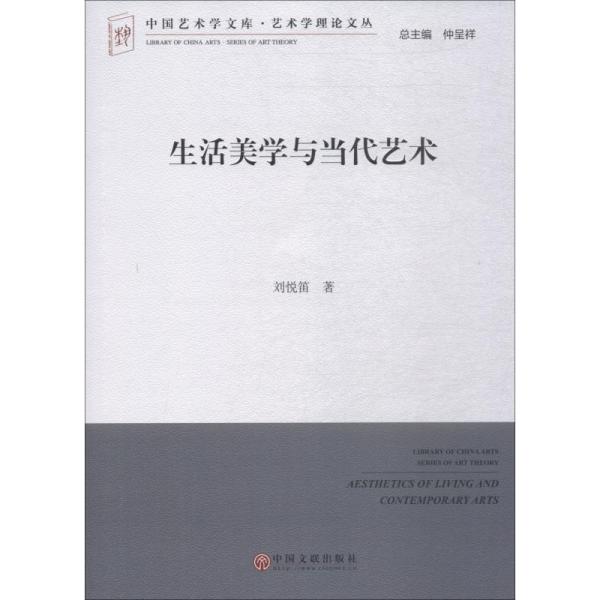 中国艺术学文库·艺术学理论文丛
LIBRARY OF CHINA ARTS · SERIES OF ART THEORY
总主编 仲呈祥
生活美学与当代艺术
刘悦笛 著
LIBRARY OF CHINA ARTS
SERIES OF ART THEORY
AESTHETICS OF LIVING AND
CONTEMPORARY ARTS
中国文联出版社